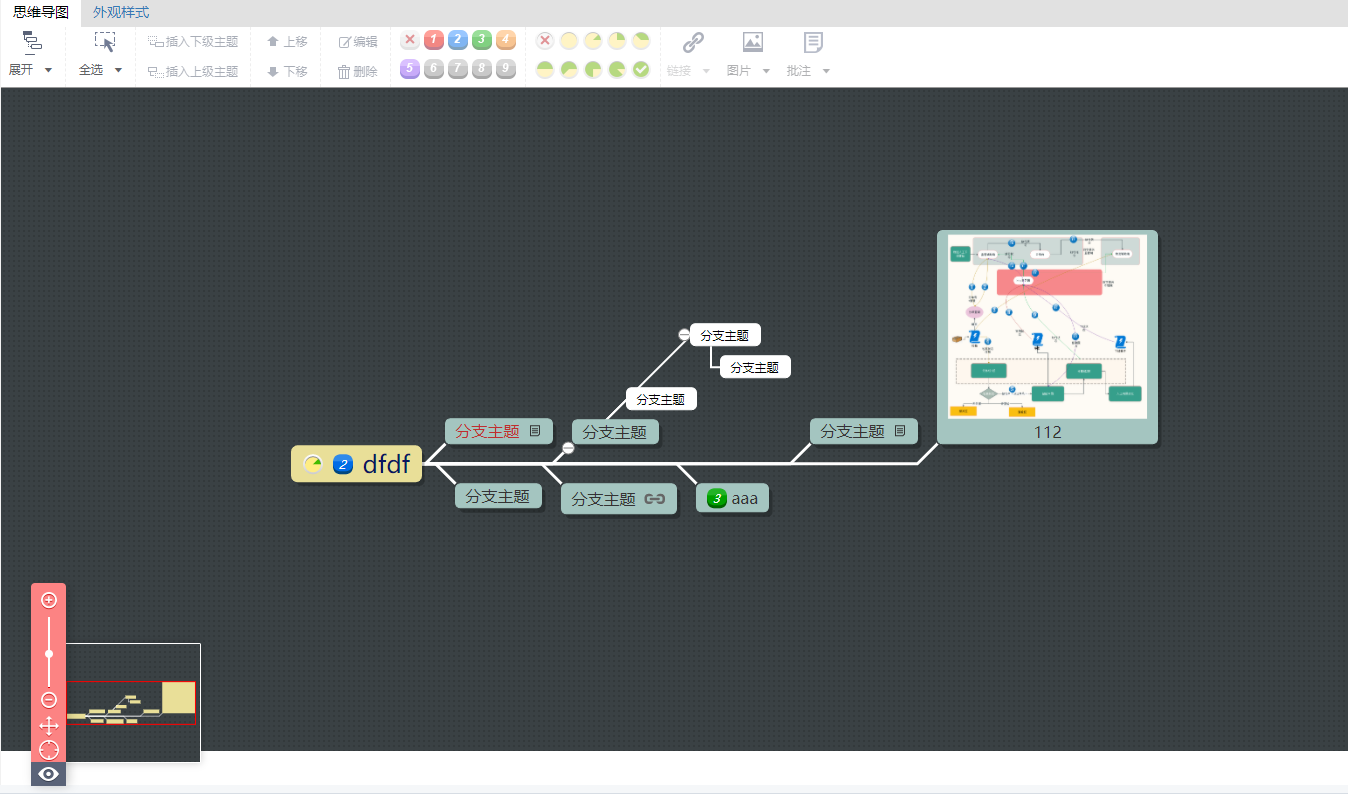 思维导图 外观样式
展开 全选 插入下级主题 上移 编辑 1 2 3 4 链接 图片 批注
插入上级主题 下移 删除 5 6 7 8 9
分支主题
分支主题
分支主题
分支主题 分支主题 分支主题 112
2 dfdf
分支主题 分支主题 3 aaa